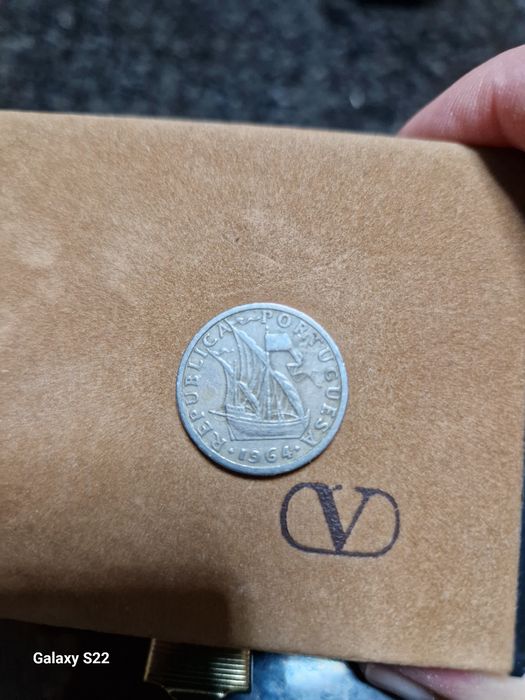 REPUBLICA PORTUGUESA
·1964·
V
Galaxy S22